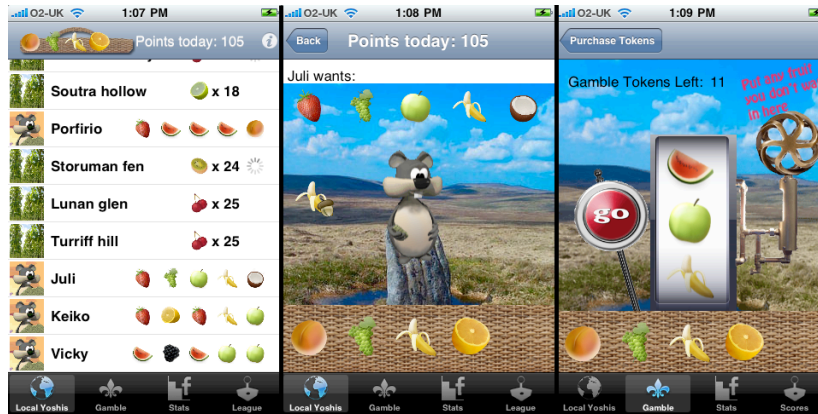 O2-UK 1:07 PM
Points today: 105
Soutra hollow x 18
Porfirio
Storuman fen x 24
Lunan glen x 25
Turriff hill x 25
Juli
Keiko
Vicky
Local Yoshis Gamble Stats League
O2-UK 1:08 PM
Back Points today: 105
Juli wants:
Local Yoshis Gamble Stats League
O2-UK 1:09 PM
Purchase Tokens
Gamble Tokens Left: 11
Put any fruit
you don't wa
in here
go
Local Yoshis Gamble Stats Scores